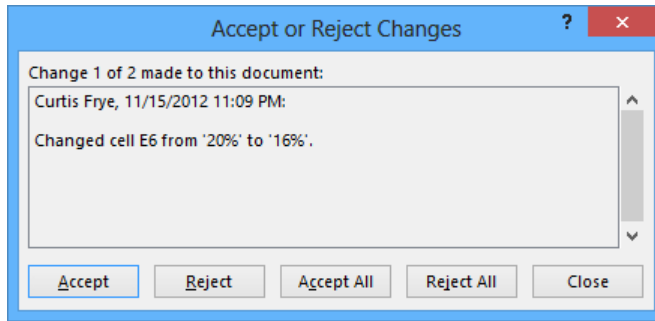 Accept or Reject Changes ? ×
Change 1 of 2 made to this document:
Curtis Frye, 11/15/2012 11:09 PM:
Changed cell E6 from '20%' to '16%'.
Accept Reject Accept All Reject All Close